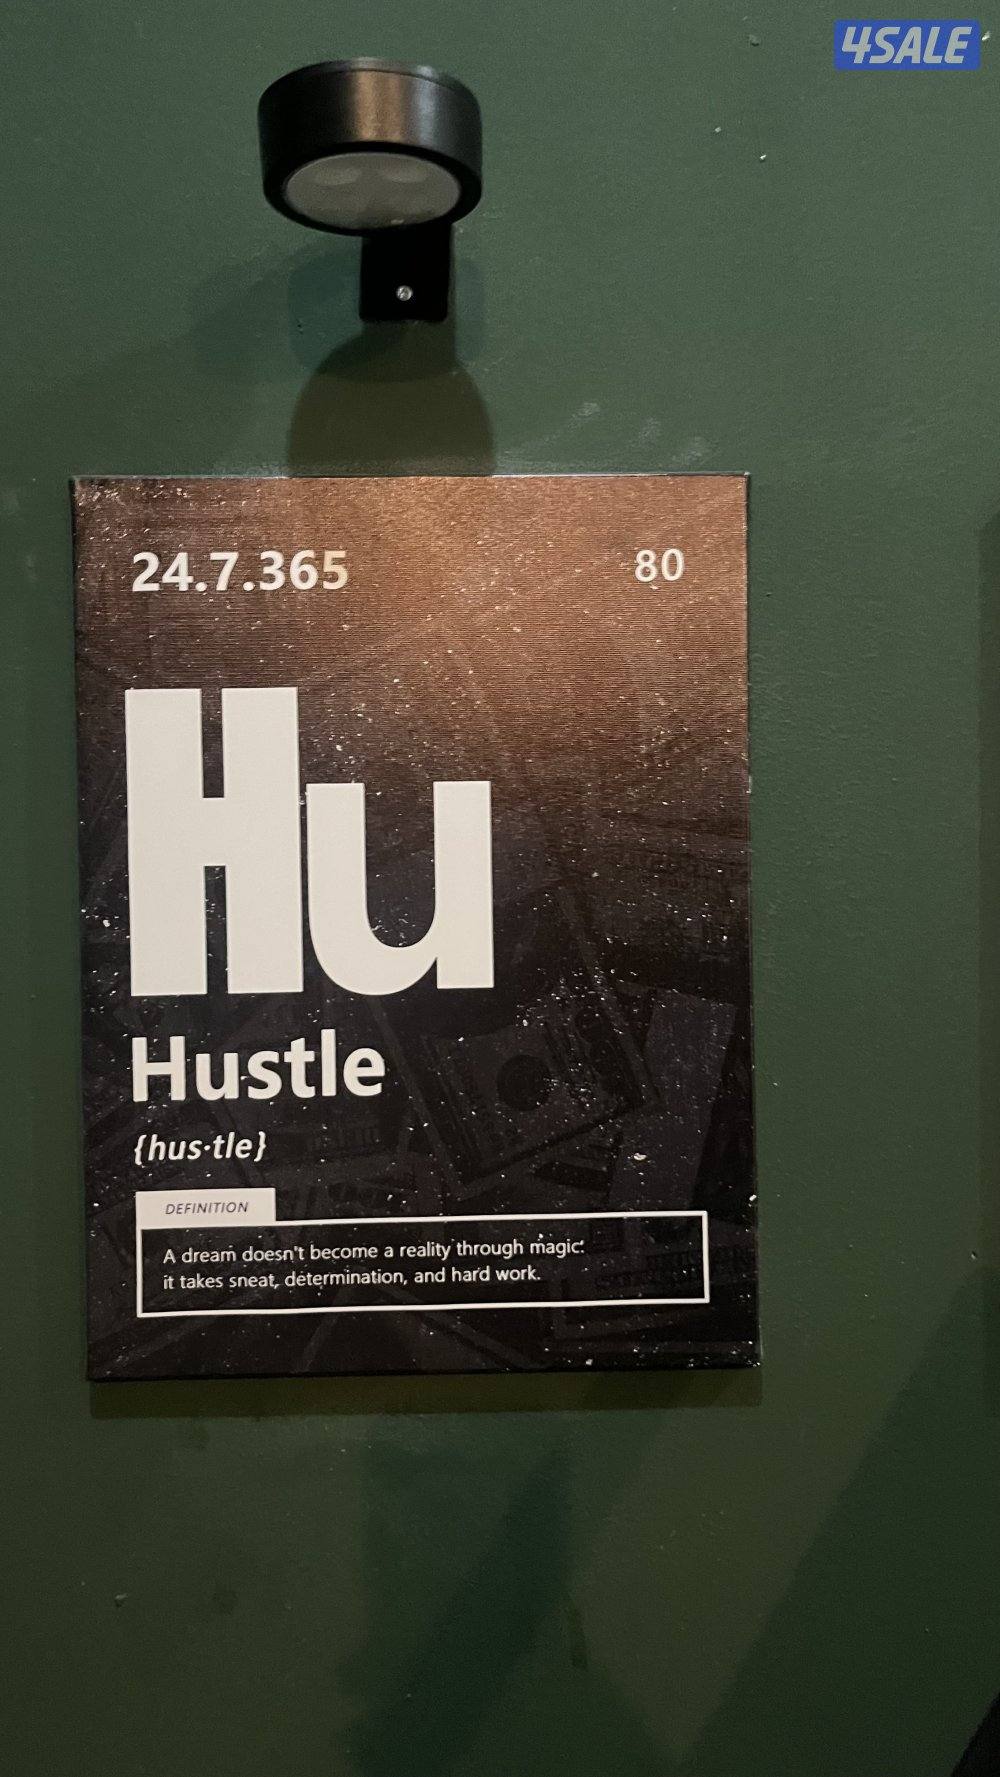 4SALE
24.7.365
80
Hu
Hustle
{hus·tle}
DEFINITION
A dream doesn't become a reality through magic:
it takes sneat, determination, and hard work.